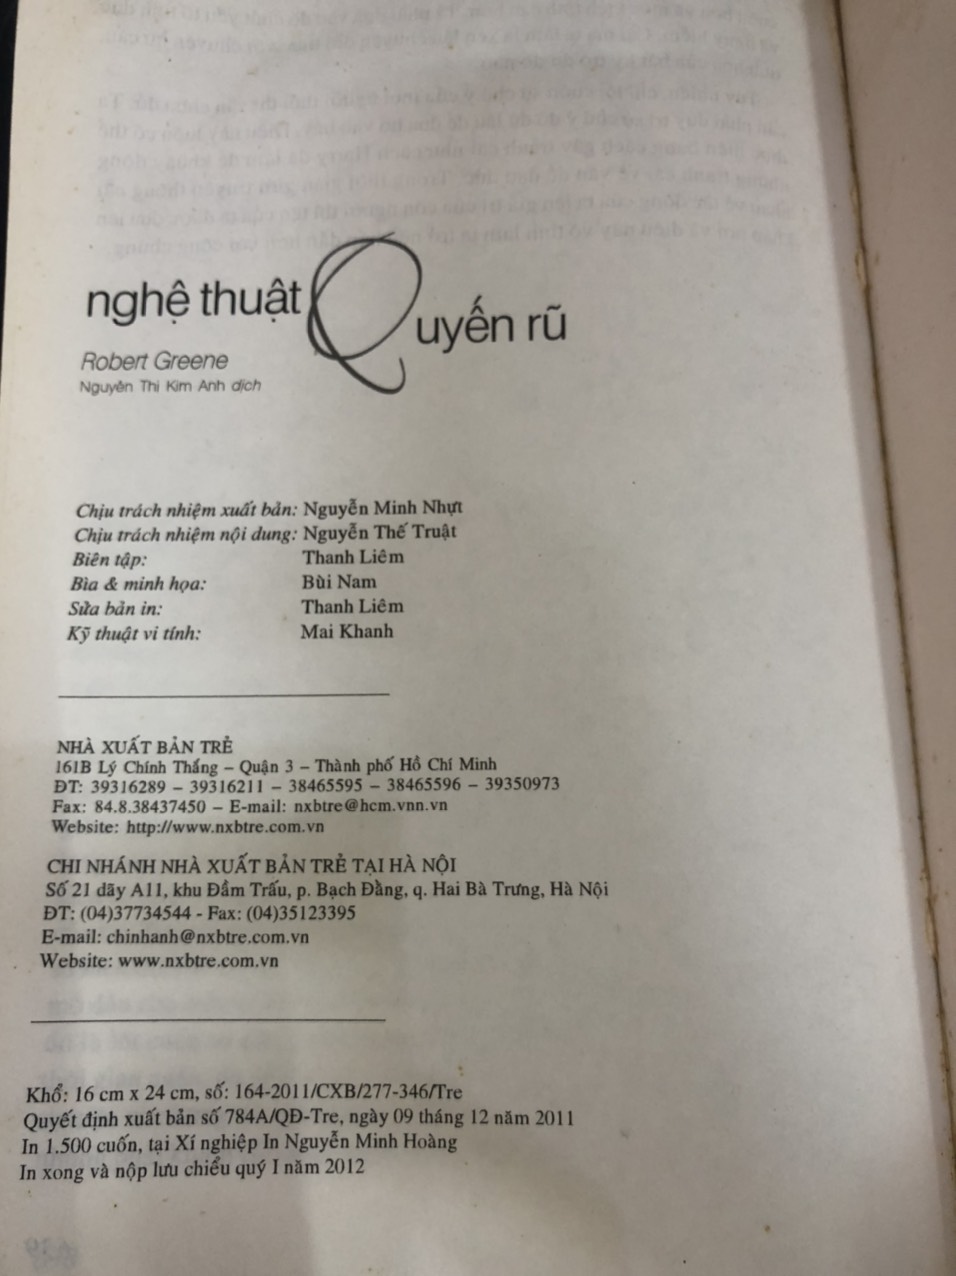 nghệ thuật Quyến rũ
Robert Greene
Nguyễn Thị Kim Anh dịch
Chịu trách nhiệm xuất bản: Nguyễn Minh Nhựt
Chịu trách nhiệm nội dung: Nguyễn Thế Truật
Biên tập: Thanh Liêm
Bìa & minh họa: Bùi Nam
Sửa bản in: Thanh Liêm
Kỹ thuật vi tính: Mai Khanh
NHÀ XUẤT BẢN TRẺ
161B Lý Chính Thắng – Quận 3 – Thành phố Hồ Chí Minh
ĐT: 39316289 – 39316211 – 38465595 – 38465596 – 39350973
Fax: 84.8.38437450 – E-mail: nxbtre@hcm.vnn.vn
Website: http://www.nxbtre.com.vn
CHI NHÁNH NHÀ XUẤT BẢN TRẺ TẠI HÀ NỘI
Số 21 dãy A11, khu Đầm Trấu, p. Bạch Đằng, q. Hai Bà Trưng, Hà Nội
ĐT: (04)37734544 - Fax: (04)35123395
E-mail: chinhanh@nxbtre.com.vn
Website: www.nxbtre.com.vn
Khổ: 16 cm x 24 cm, số: 164-2011/CXB/277-346/Tre
Quyết định xuất bản số 784A/QĐ-Tre, ngày 09 tháng 12 năm 2011
In 1.500 cuốn, tại Xí nghiệp In Nguyễn Minh Hoàng
In xong và nộp lưu chiểu quý I năm 2012